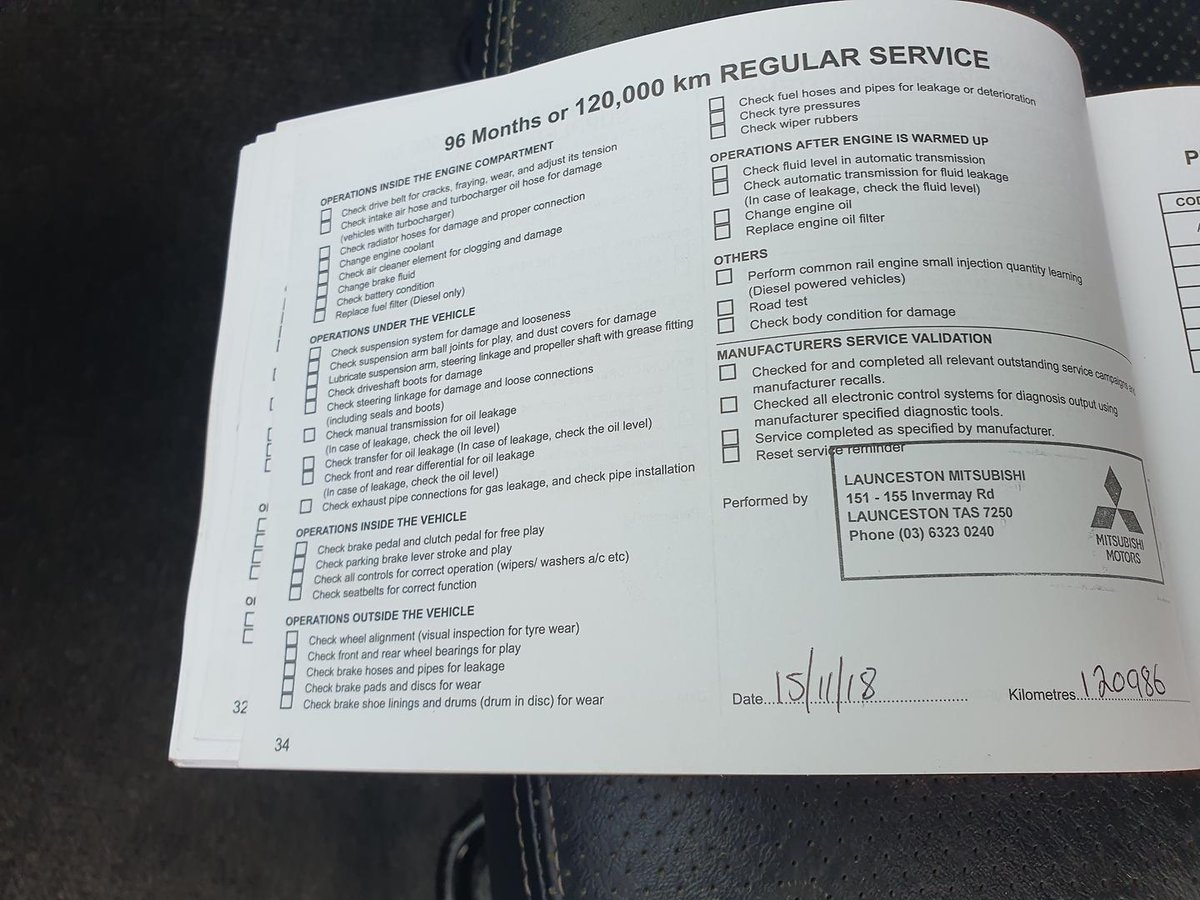 96 Months or 120,000 km REGULAR SERVICE
OPERATIONS INSIDE THE ENGINE COMPARTMENT
Check drive belt for cracks, fraying, wear, and adjust its tension
Check intake air hose and turbocharger oil hose for damage
(vehicles with turbocharger)
Check radiator hoses for damage and proper connection
Change engine coolant
Check air cleaner element for clogging and damage
Change brake fluid
Check battery condition
Replace fuel filter (Diesel only)
OPERATIONS UNDER THE VEHICLE
Check suspension system for damage and looseness
Check suspension arm ball joints for play, and dust covers for damage
Lubricate suspension arm, steering linkage and propeller shaft with grease fitting
Check driveshaft boots for damage
Check steering linkage for damage and loose connections
(including seals and boots)
Check manual transmission for oil leakage
(In case of leakage, check the oil level)
Check transfer for oil leakage (In case of leakage, check the oil level)
Check front and rear differential for oil leakage
(In case of leakage, check the oil level)
Check exhaust pipe connections for gas leakage, and check pipe installation
OPERATIONS INSIDE THE VEHICLE
Check brake pedal and clutch pedal for free play
Check parking brake lever stroke and play
Check all controls for correct operation (wipers/ washers a/c etc)
Check seatbelts for correct function
OPERATIONS OUTSIDE THE VEHICLE
Check wheel alignment (visual inspection for tyre wear)
Check front and rear wheel bearings for play
Check brake hoses and pipes for leakage
Check brake pads and discs for wear
Check brake shoe linings and drums (drum in disc) for wear
34
32
Check fuel hoses and pipes for leakage or deterioration
Check tyre pressures
Check wiper rubbers
OPERATIONS AFTER ENGINE IS WARMED UP
Check fluid level in automatic transmission
Check automatic transmission for fluid leakage
(In case of leakage, check the fluid level)
Change engine oil
Replace engine oil filter
OTHERS
Perform common rail engine small injection quantity learning
(Diesel powered vehicles)
Road test
Check body condition for damage
MANUFACTURERS SERVICE VALIDATION
Checked for and completed all relevant outstanding service campaigns
manufacturer recalls.
Checked all electronic control systems for diagnosis output using
manufacturer specified diagnostic tools.
Service completed as specified by manufacturer.
Reset service reminder
Performed by
LAUNCESTON MITSUBISHI
151 - 155 Invermay Rd
LAUNCESTON TAS 7250
Phone (03) 6323 0240
MITSUBISHI
MOTORS
Date 15/11/18
Kilometres 120986